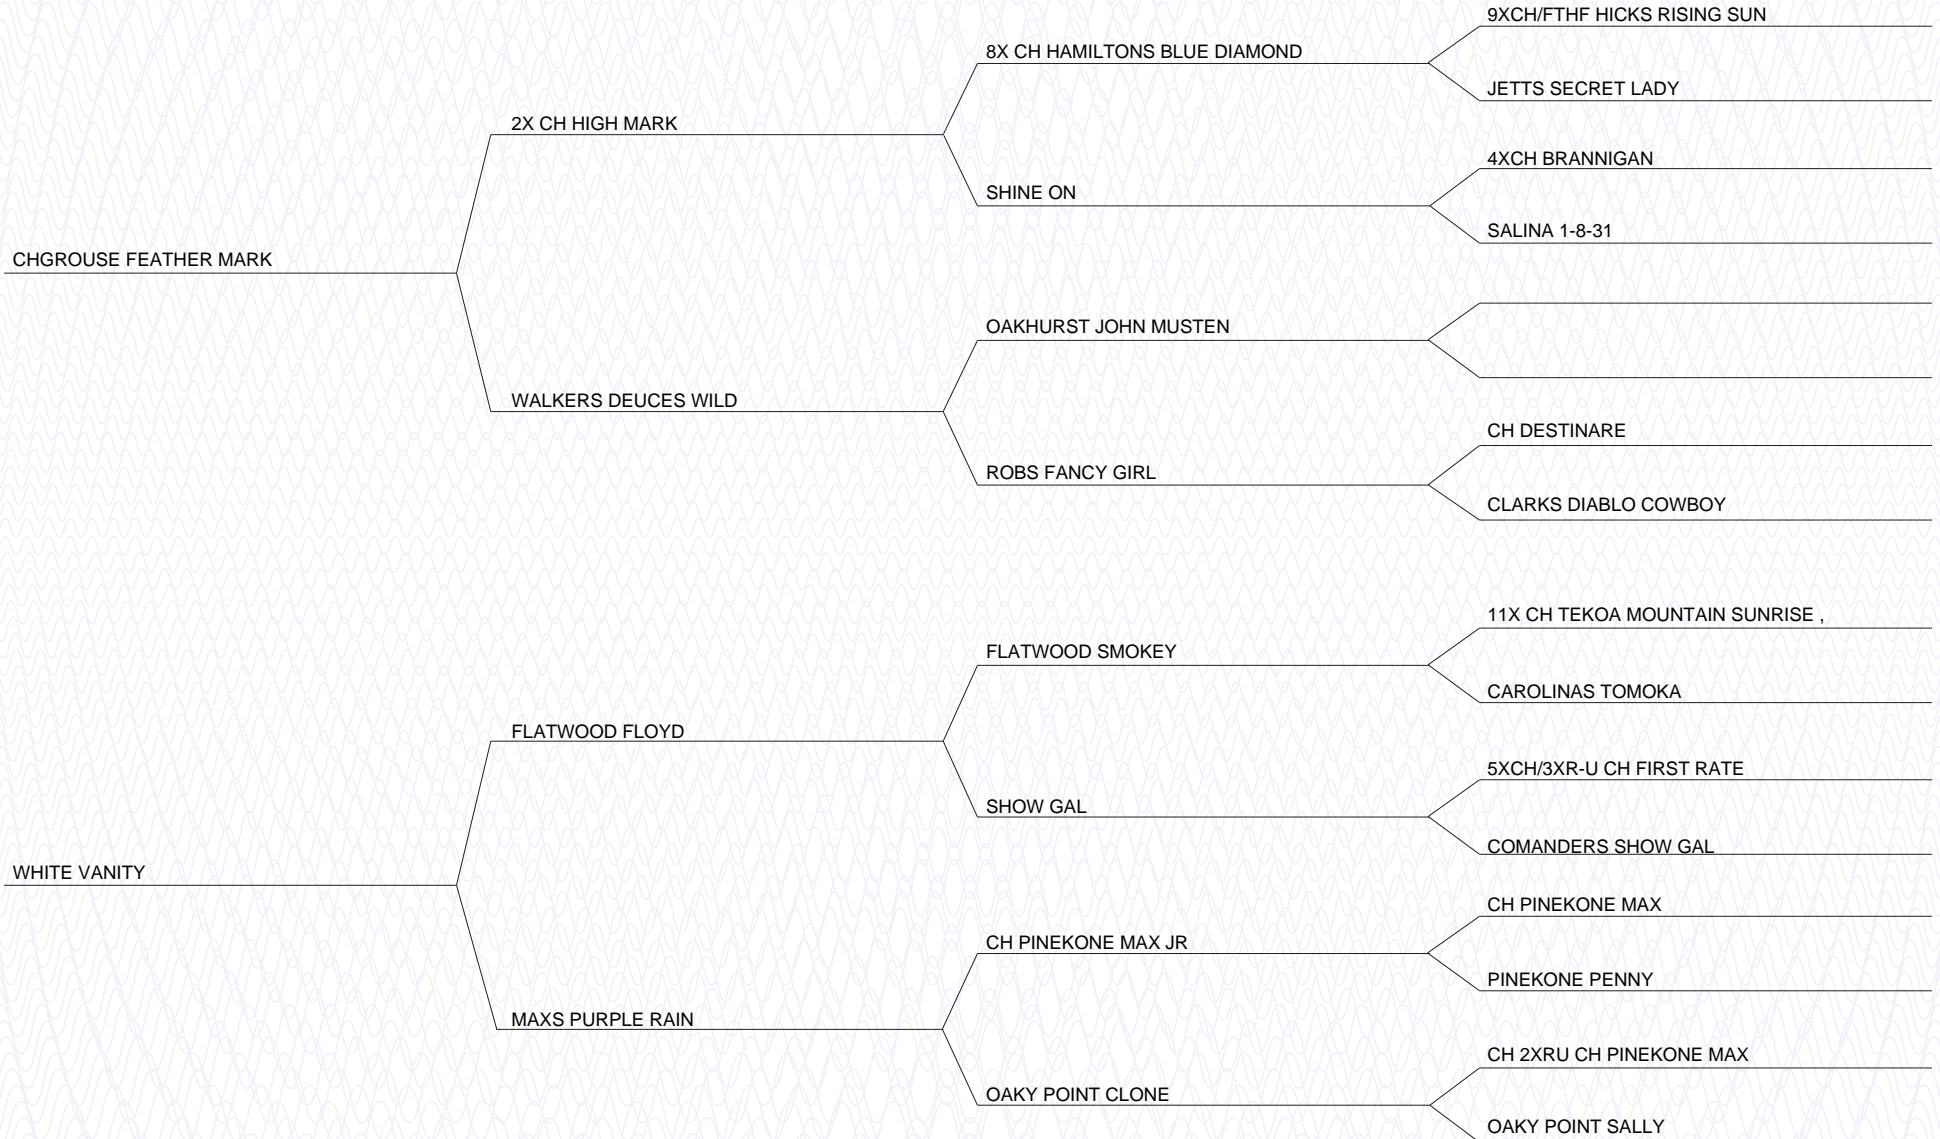 9XCH/FTHF HICKS RISING SUN
8X CH HAMILTONS BLUE DIAMOND
JETTS SECRET LADY
2X CH HIGH MARK
4XCH BRANNIGAN
SHINE ON
SALINA 1-8-31
CHGROUSE FEATHER MARK
OAKHURST JOHN MUSTEN
WALKERS DEUCES WILD
CH DESTINARE
ROBS FANCY GIRL
CLARKS DIABLO COWBOY
11X CH TEKOA MOUNTAIN SUNRISE ,
FLATWOOD SMOKEY
CAROLINAS TOMOKA
FLATWOOD FLOYD
5XCH/3XR-U CH FIRST RATE
SHOW GAL
COMANDERS SHOW GAL
WHITE VANITY
CH PINEKONE MAX
CH PINEKONE MAX JR
PINEKONE PENNY
MAXS PURPLE RAIN
CH 2XRU CH PINEKONE MAX
OAKY POINT CLONE
OAKY POINT SALLY